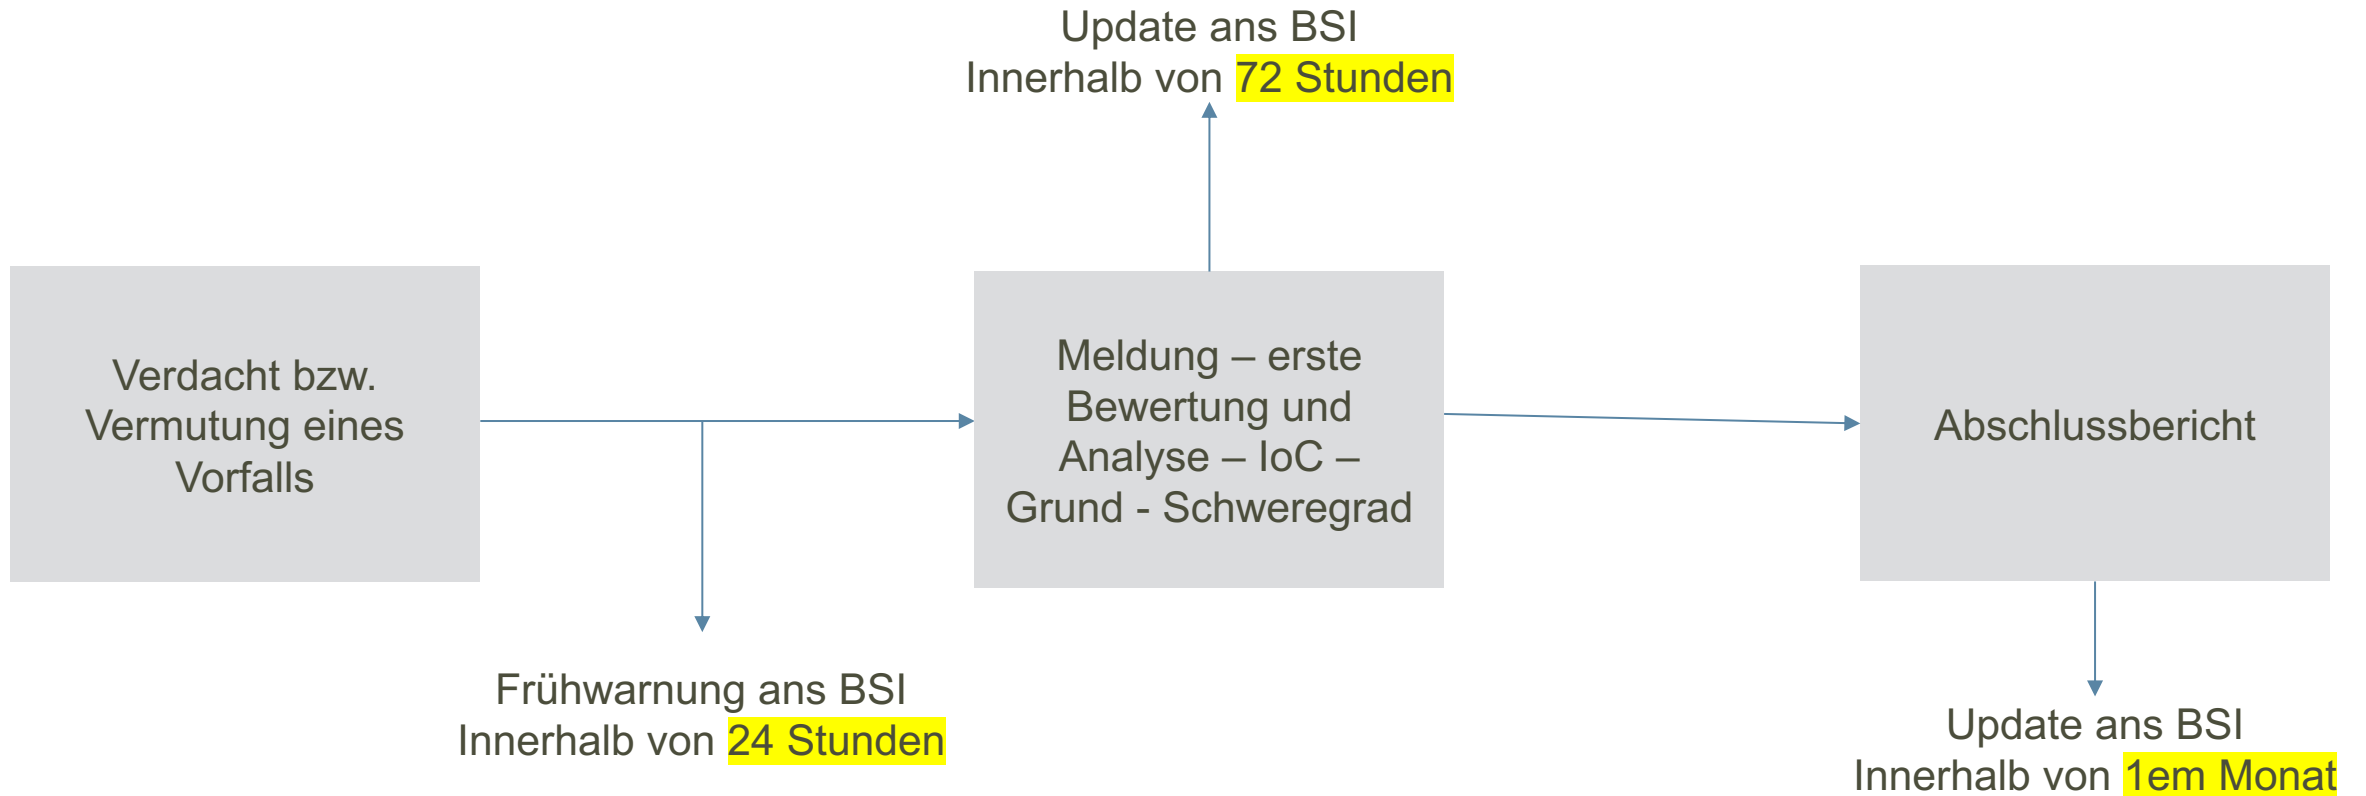 Update ans BSI
Innerhalb von 72 Stunden
Verdacht bzw.
Vermutung eines
Vorfalls
Meldung – erste
Bewertung und
Analyse – IoC –
Grund - Schweregrad
Abschlussbericht
Frühwarnung ans BSI
Innerhalb von 24 Stunden
Update ans BSI
Innerhalb von 1em Monat